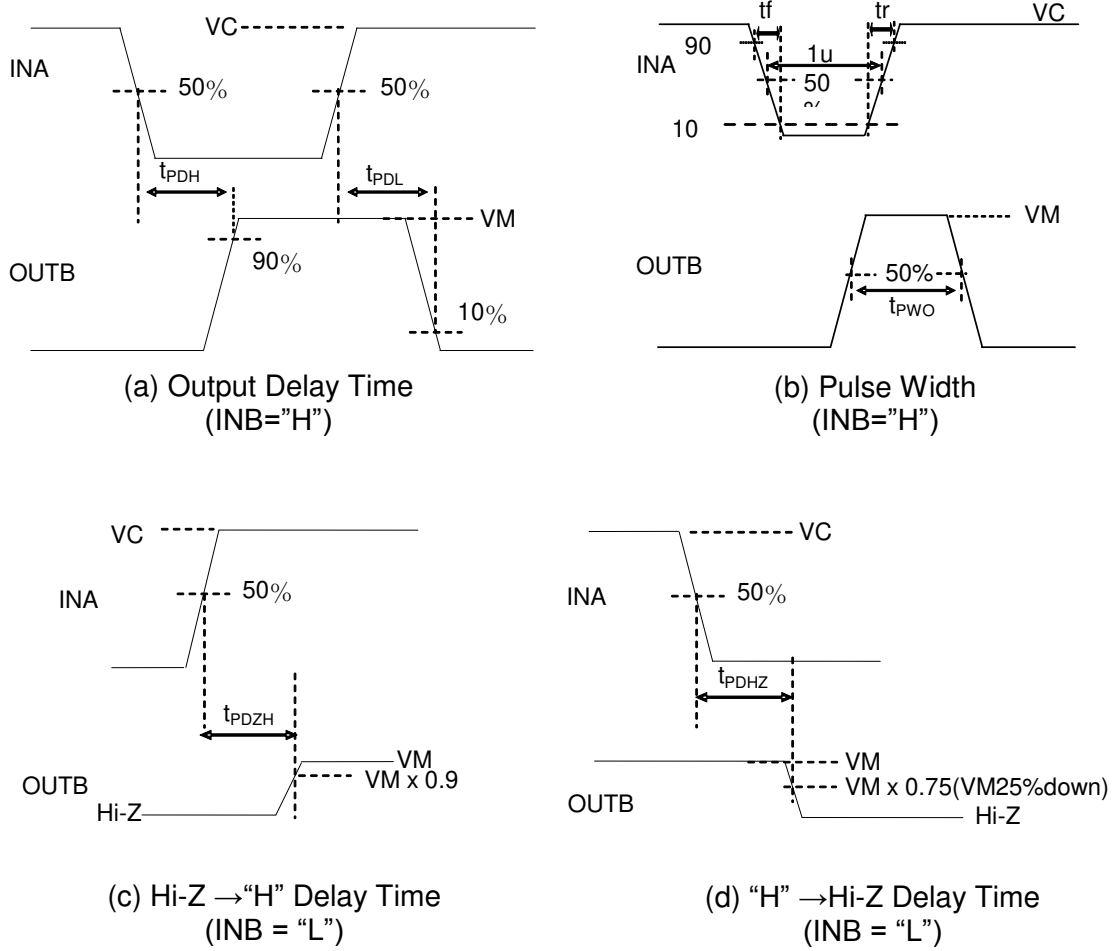 VC
INA
50%
50%
tPDH
tPDL
VM
90%
OUTB
10%
(a) Output Delay Time
(INB=”H”)
tf
tr
VC
90
INA
1u
50
10
VM
OUTB
50%
tPWO
(b) Pulse Width
(INB=”H”)
VC
INA
50%
tPDZH
VM
OUTB
VM x 0.9
Hi-Z
(c) Hi-Z →“H” Delay Time
(INB = “L”)
VC
INA
50%
tPDHZ
VM
VM x 0.75(VM25%down)
OUTB
Hi-Z
(d) “H” →Hi-Z Delay Time
(INB = “L”)